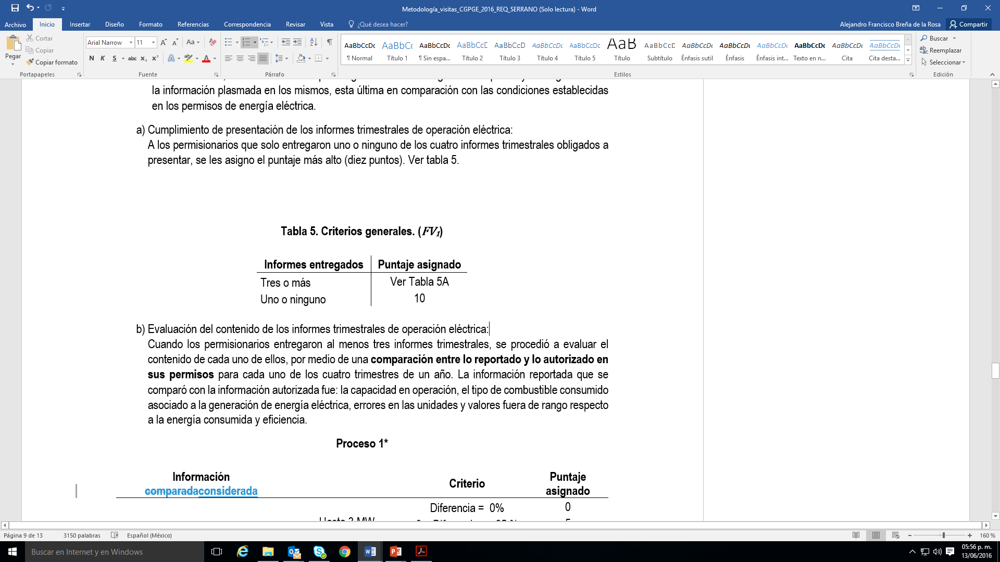 Metodología_visitas_CGPGE_2016_REQ_SERRANO (Solo lectura) - Word
Archivo Inicio Insertar Diseño Formato Referencias Correspondencia Revisar Vista ¿Qué desea hacer? Alejandro Francisco Breña de la Rosa Compartir
Pegar
Cortar
Copiar
Copiar formato
Portapapeles
Arial Narrow 11
N K S abc x₂ x²
Fuente
Párrafo
AaBbCcDc ¶ Normal
AaBbCc Título 1
AaBbCcDc ¶ Sin espa...
AaBbCcD Título 2
AaBbCcD Título 3
AaBbCcDc Título 4
AaBbCcDc Título 5
AaB Título
AaBbCcD Subtítulo
AaBbCcDc Énfasis sutil
AaBbCcDc Énfasis
AaBbCcDc Énfasis int...
AaBbCcDc Texto en n...
AaBbCcDc Cita
AaBbCcDc Cita desta...
Estilos
Buscar
Reemplazar
Seleccionar
Edición
la información plasmada en los mismos, esta última en comparación con las condiciones establecidas
en los permisos de energía eléctrica.
a) Cumplimiento de presentación de los informes trimestrales de operación eléctrica:
A los permisionarios que solo entregaron uno o ninguno de los cuatro informes trimestrales obligados a
presentar, se les asigno el puntaje más alto (diez puntos). Ver tabla 5.
Tabla 5. Criterios generales. (FV₁)
Informes entregados Puntaje asignado
Tres o más Ver Tabla 5A
Uno o ninguno 10
b) Evaluación del contenido de los informes trimestrales de operación eléctrica:
Cuando los permisionarios entregaron al menos tres informes trimestrales, se procedió a evaluar el
contenido de cada uno de ellos, por medio de una comparación entre lo reportado y lo autorizado en
sus permisos para cada uno de los cuatro trimestres de un año. La información reportada que se
comparó con la información autorizada fue: la capacidad en operación, el tipo de combustible consumido
asociado a la generación de energía eléctrica, errores en las unidades y valores fuera de rango respecto
a la energía consumida y eficiencia.
Proceso 1*
Información
comparadaconsiderada
Criterio
Puntaje
asignado
Diferencia = 0% 0
Hasta 3 MW
Página 9 de 13 3150 palabras Español (México) 160 %
Buscar en Internet y en Windows
05:56 p. m.
13/06/2016